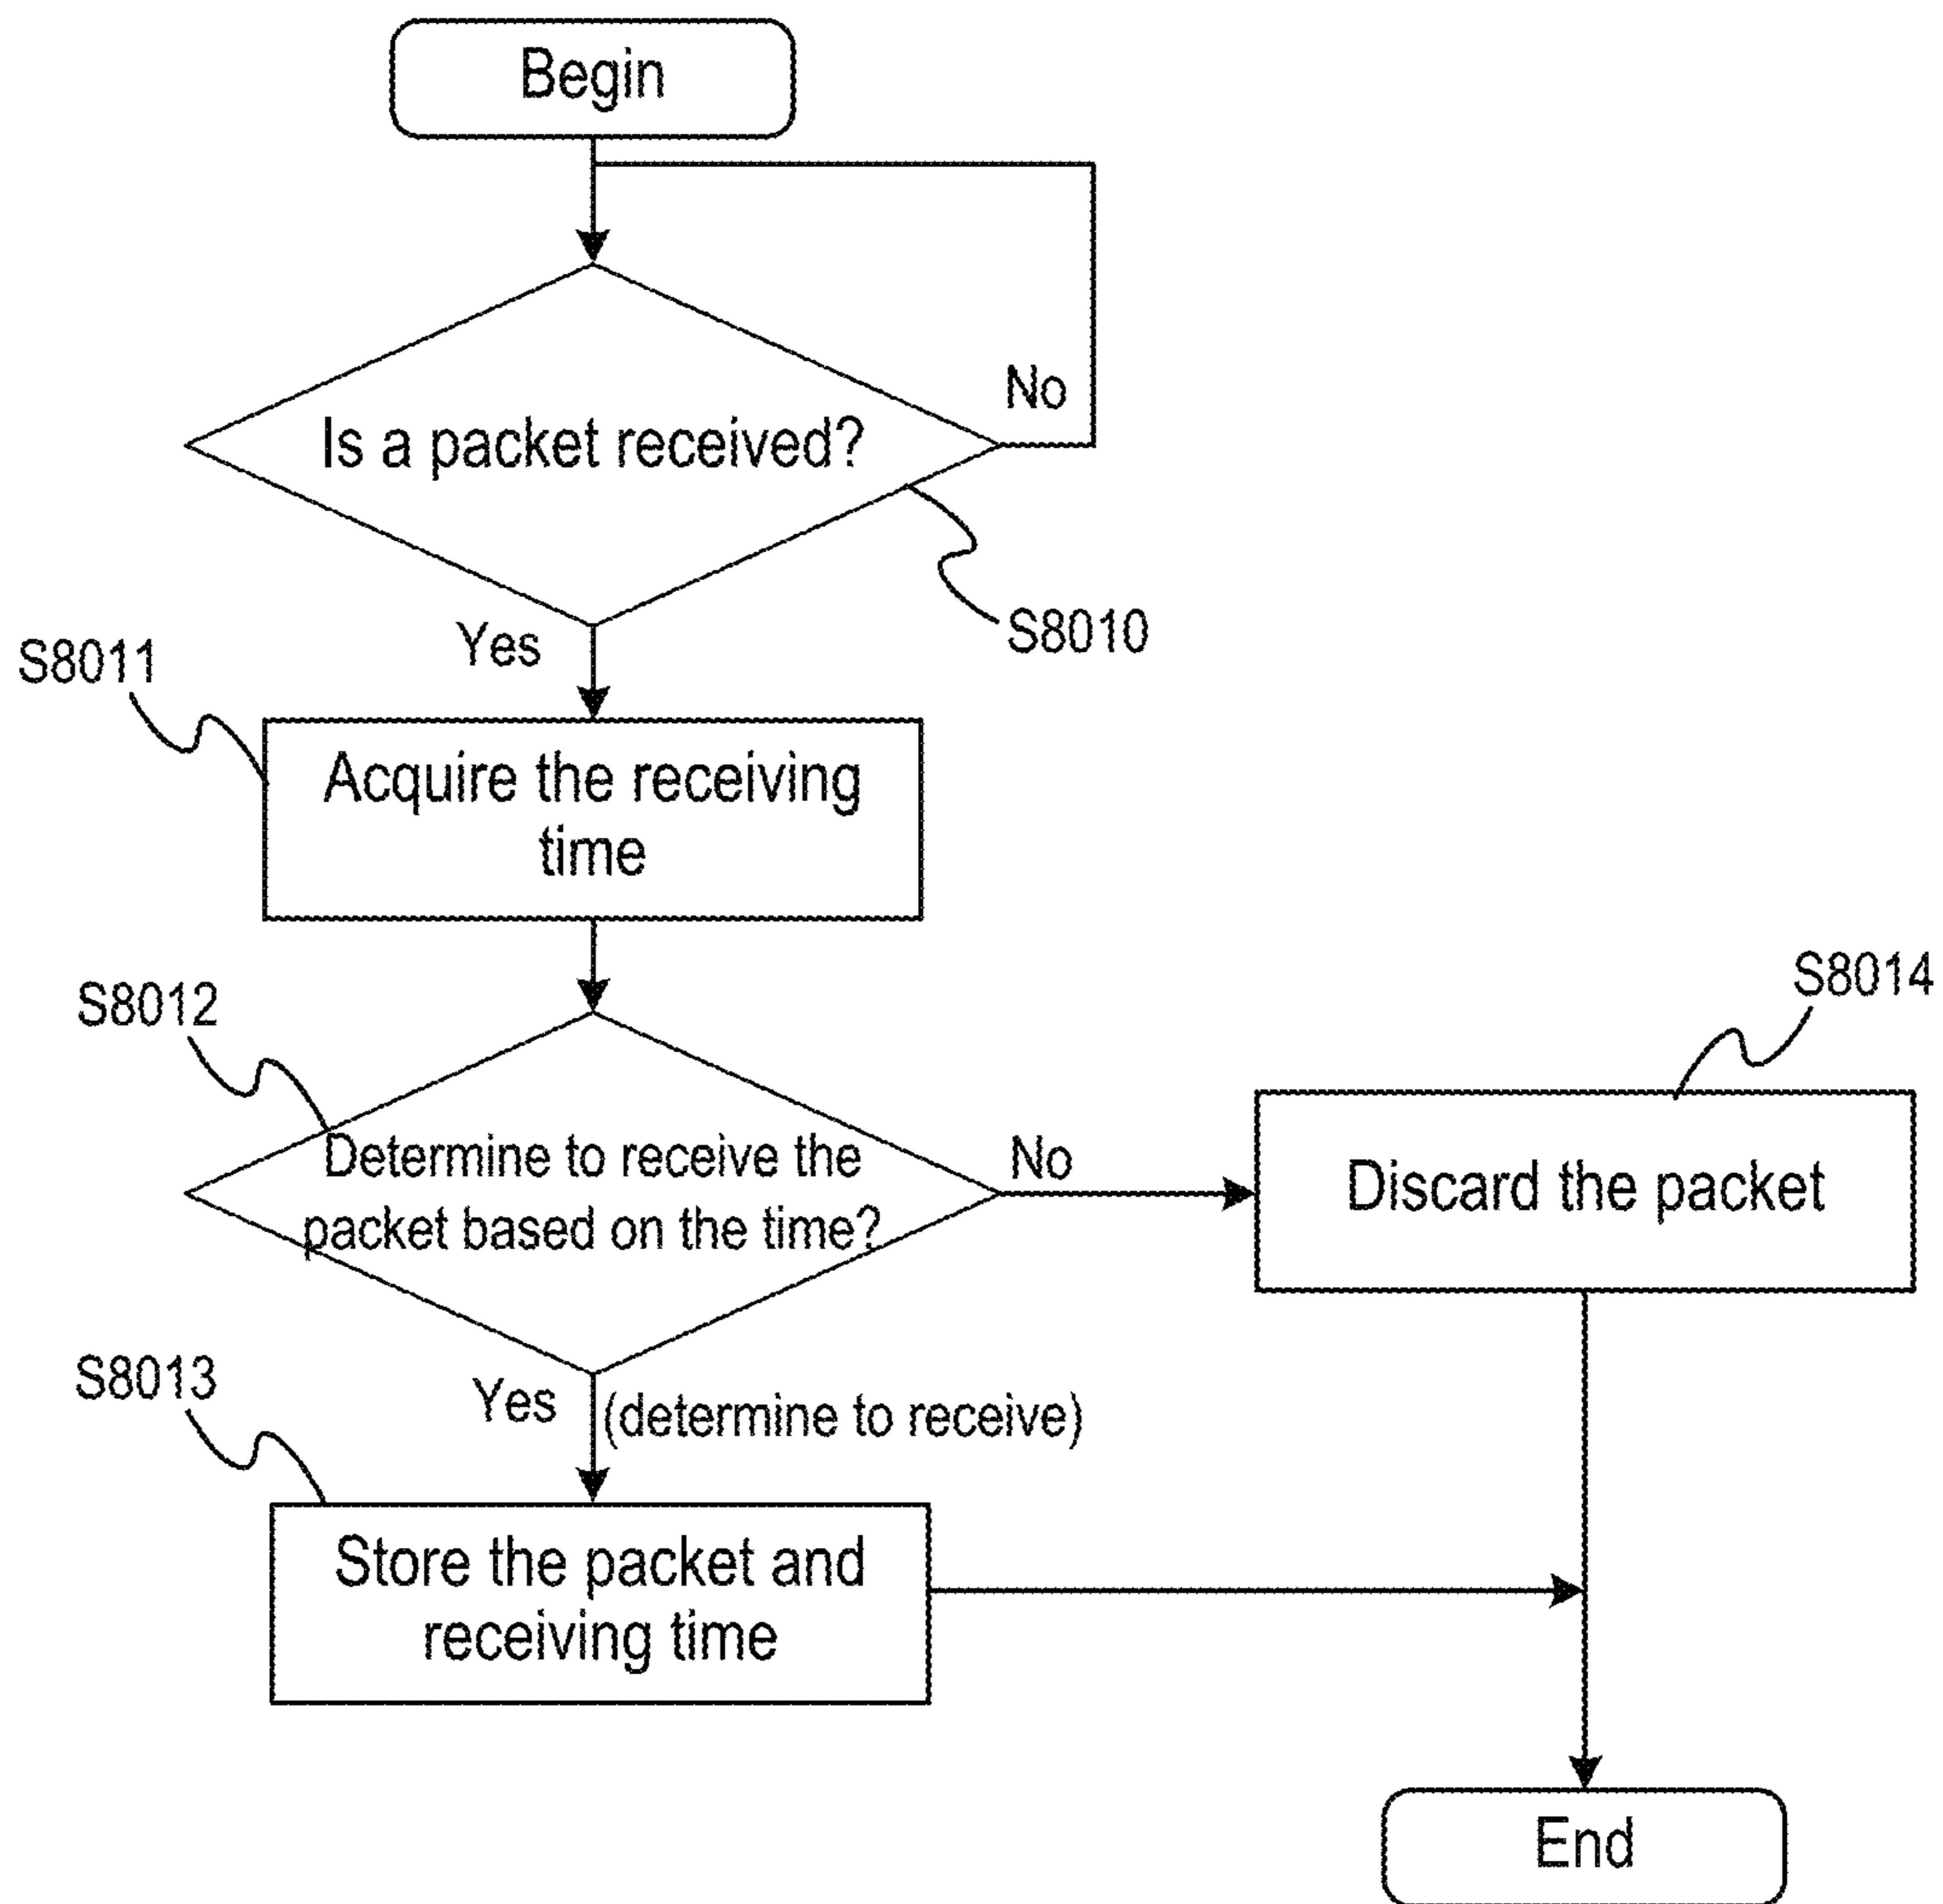 Begin
Is a packet received?
No
S8010
Yes
S8011
Acquire the receiving
time
S8012
Determine to receive the
packet based on the time?
No
S8014
Discard the packet
S8013
Yes
(determine to receive)
Store the packet and
receiving time
End